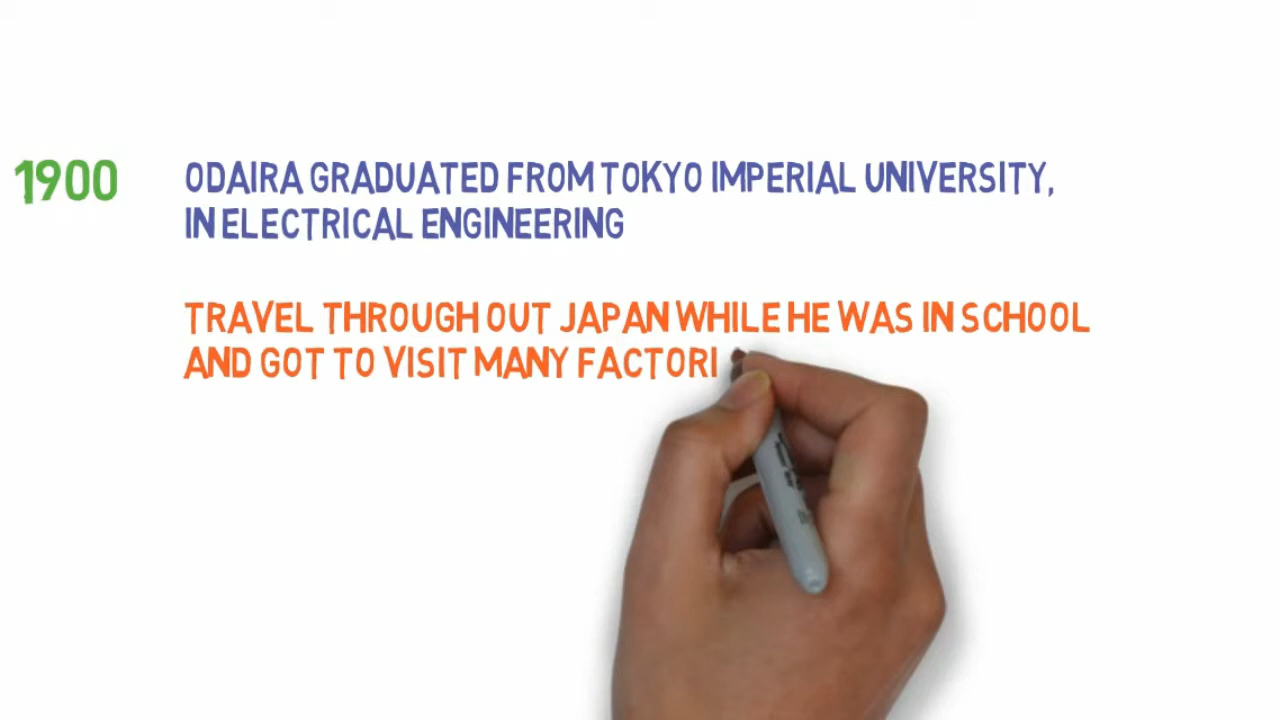 1900
ODAIRA GRADUATED FROM TOKYO IMPERIAL UNIVERSITY,
IN ELECTRICAL ENGINEERING
TRAVEL THROUGH OUT JAPAN WHILE HE WAS IN SCHOOL
AND GOT TO VISIT MANY FACTORI